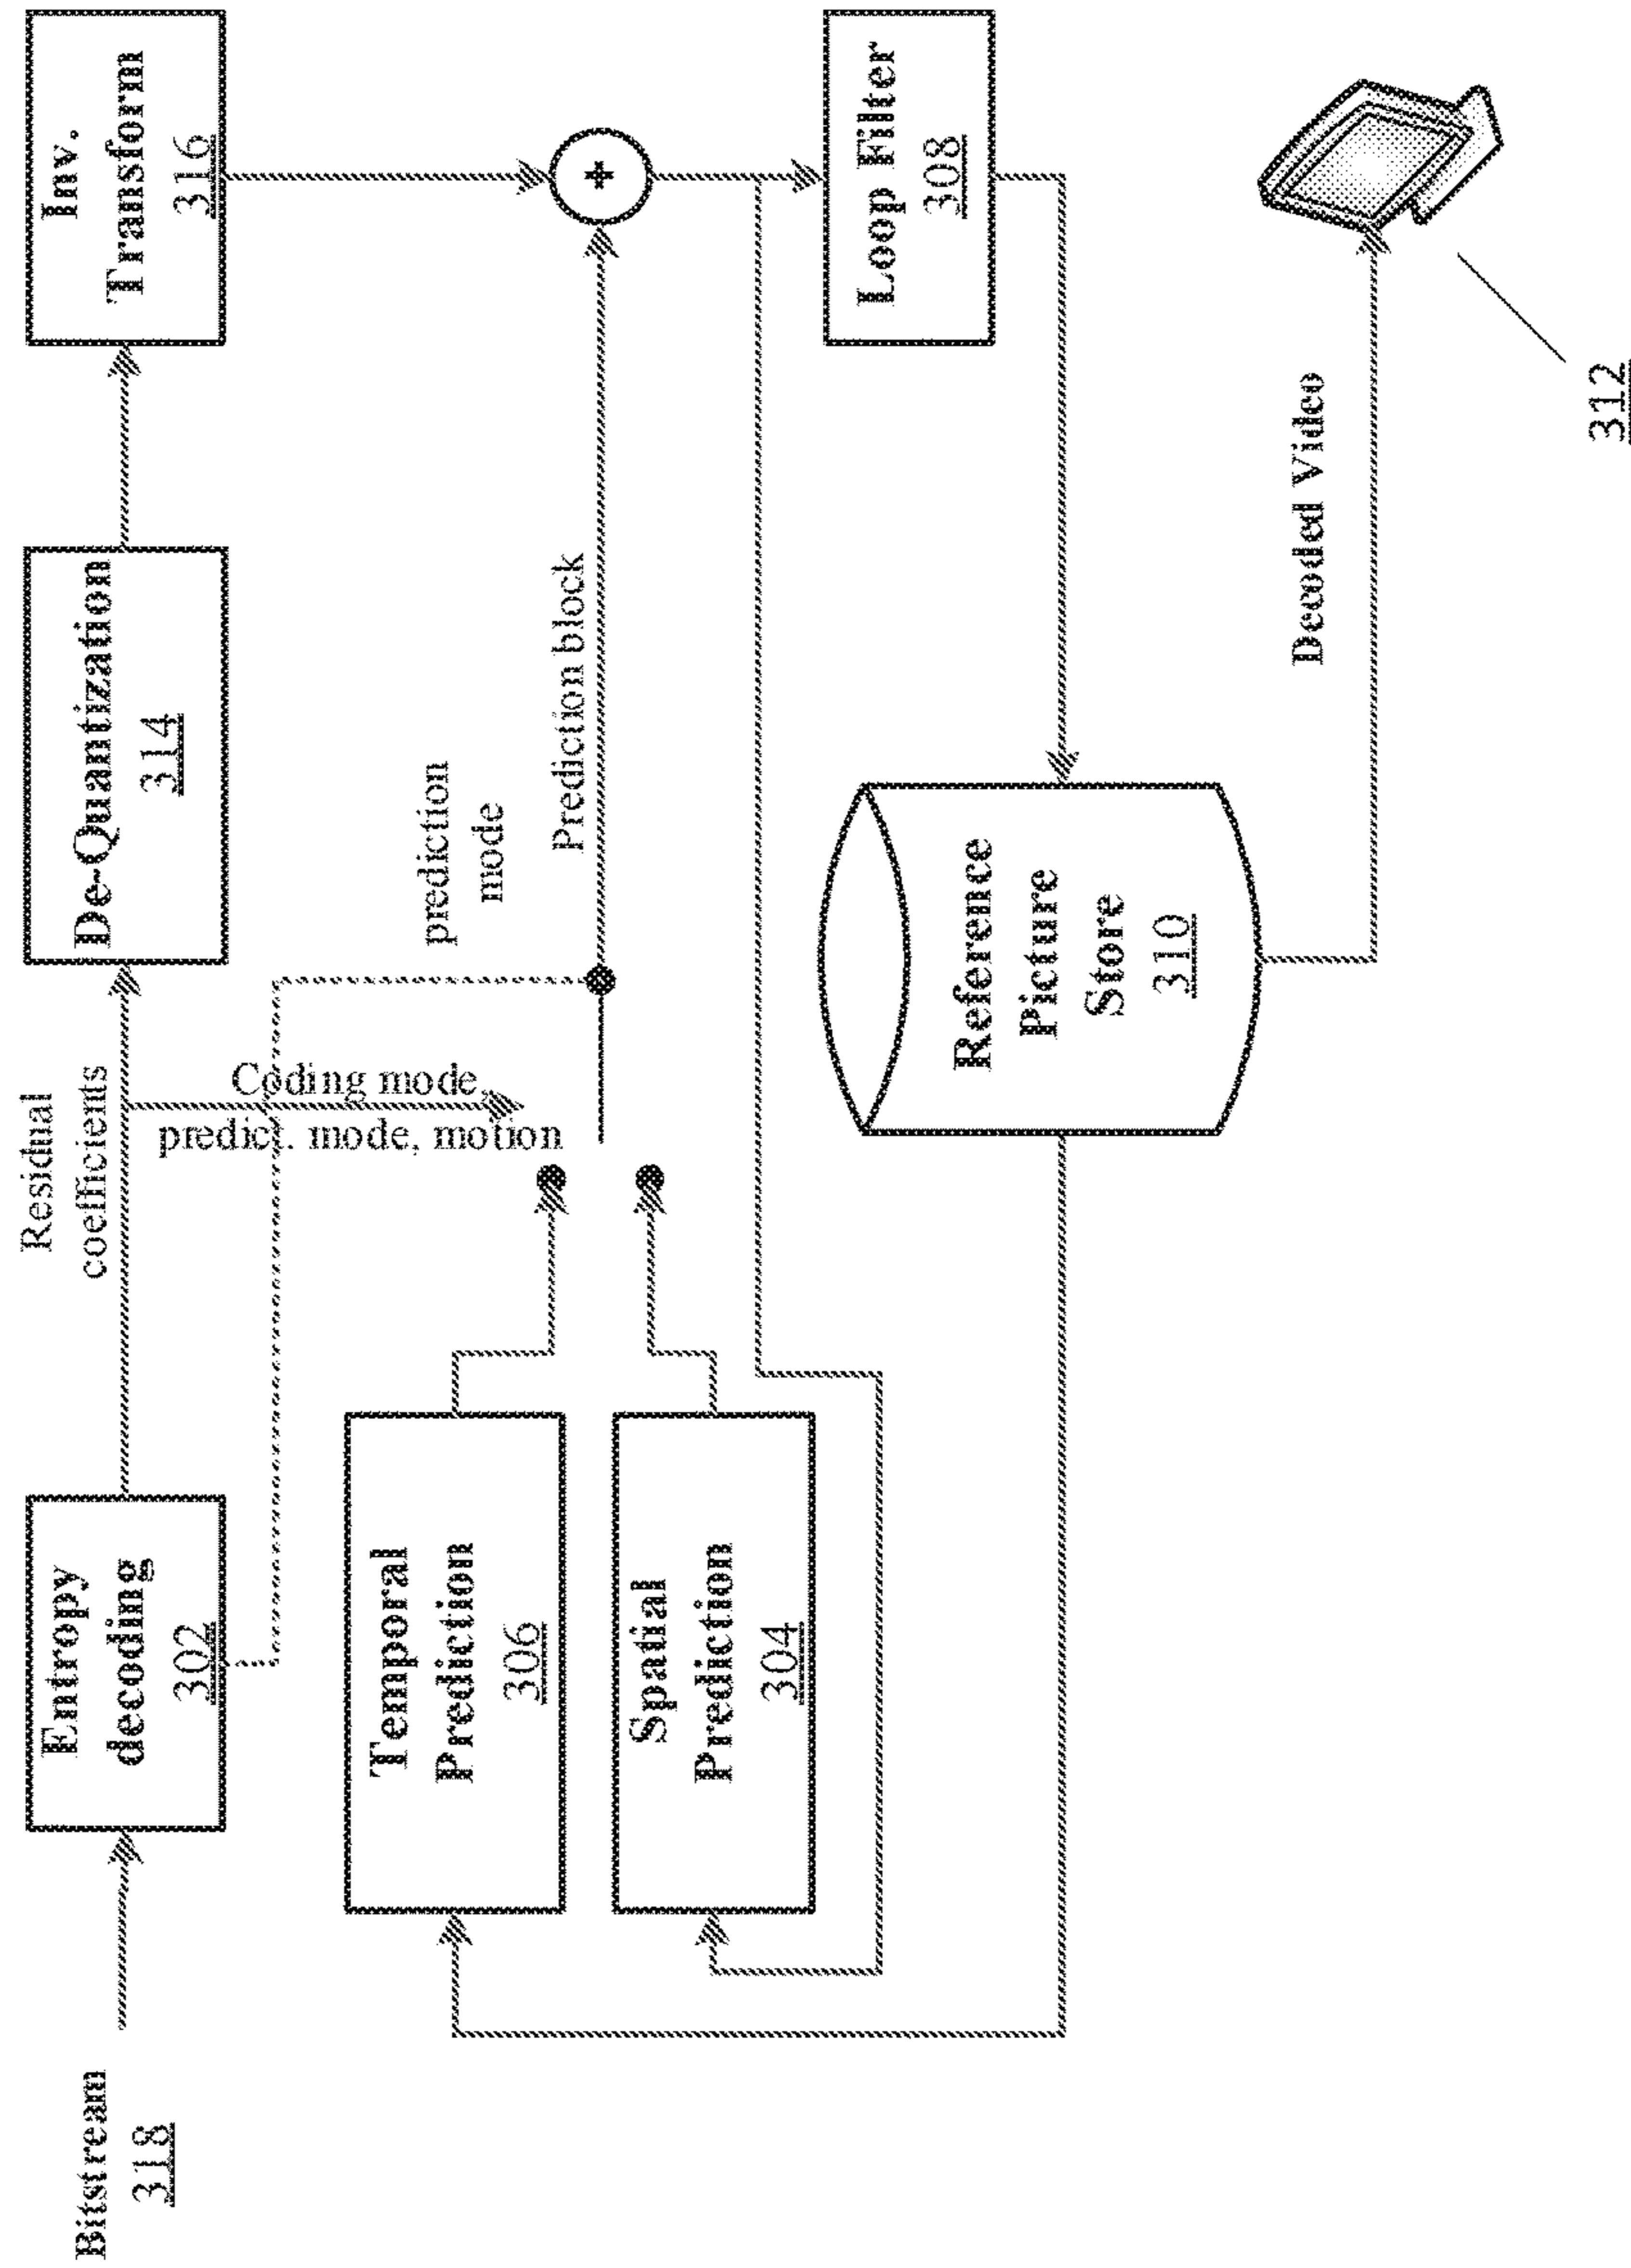 Bitstream
318
Entropy
decoding
302
Residual
coefficients
De-Quantization
314
Inv.
Transform
316
Coding mode,
predict. mode, motion
prediction
mode
Prediction block
+
Temporal
Prediction
306
Spatial
Prediction
304
Loop Filter
308
Reference
Picture
Store
310
Decoded Video
312